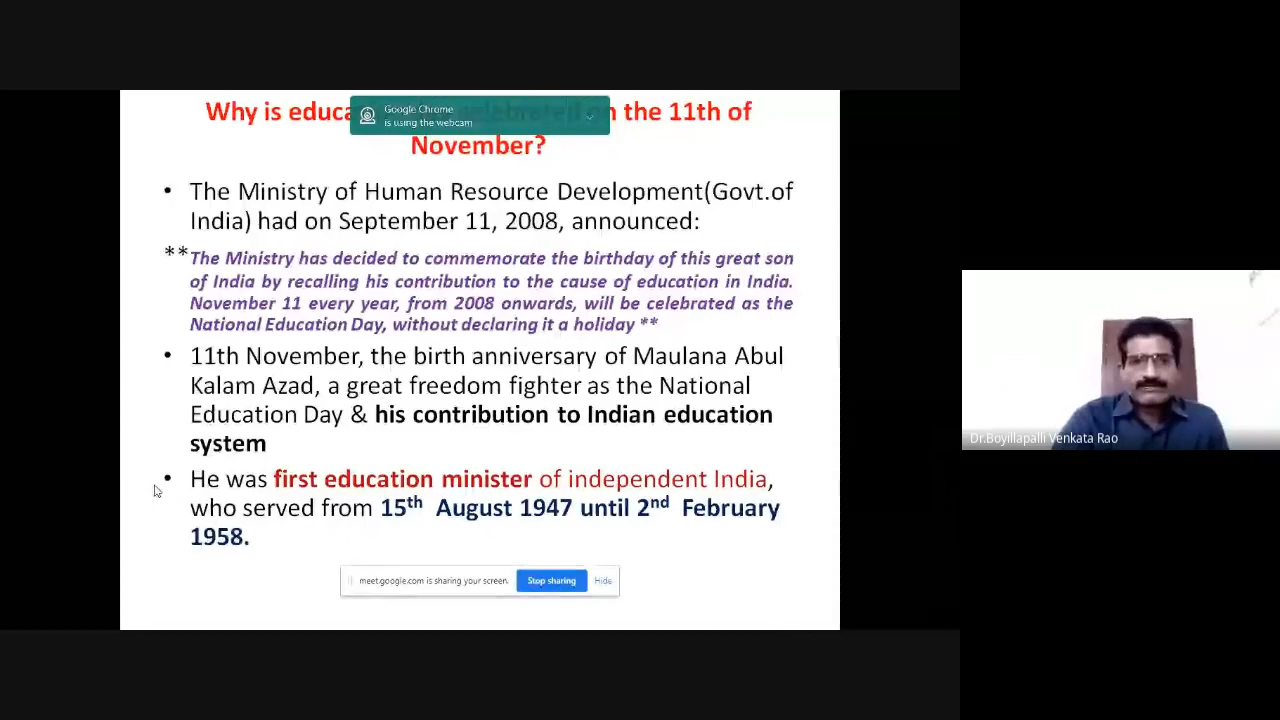 Why is educa n the 11th of
Google Chrome
is using the webcam
November?
• The Ministry of Human Resource Development(Govt.of
India) had on September 11, 2008, announced:
**The Ministry has decided to commemorate the birthday of this great son
of India by recalling his contribution to the cause of education in India.
November 11 every year, from 2008 onwards, will be celebrated as the
National Education Day, without declaring it a holiday **
• 11th November, the birth anniversary of Maulana Abul
Kalam Azad, a great freedom fighter as the National
Education Day & his contribution to Indian education
system
• He was first education minister of independent India,
who served from 15th August 1947 until 2nd February
1958.
meet.google.com is sharing your screen. Stop sharing Hide
Dr.Boyillapalli Venkata Rao